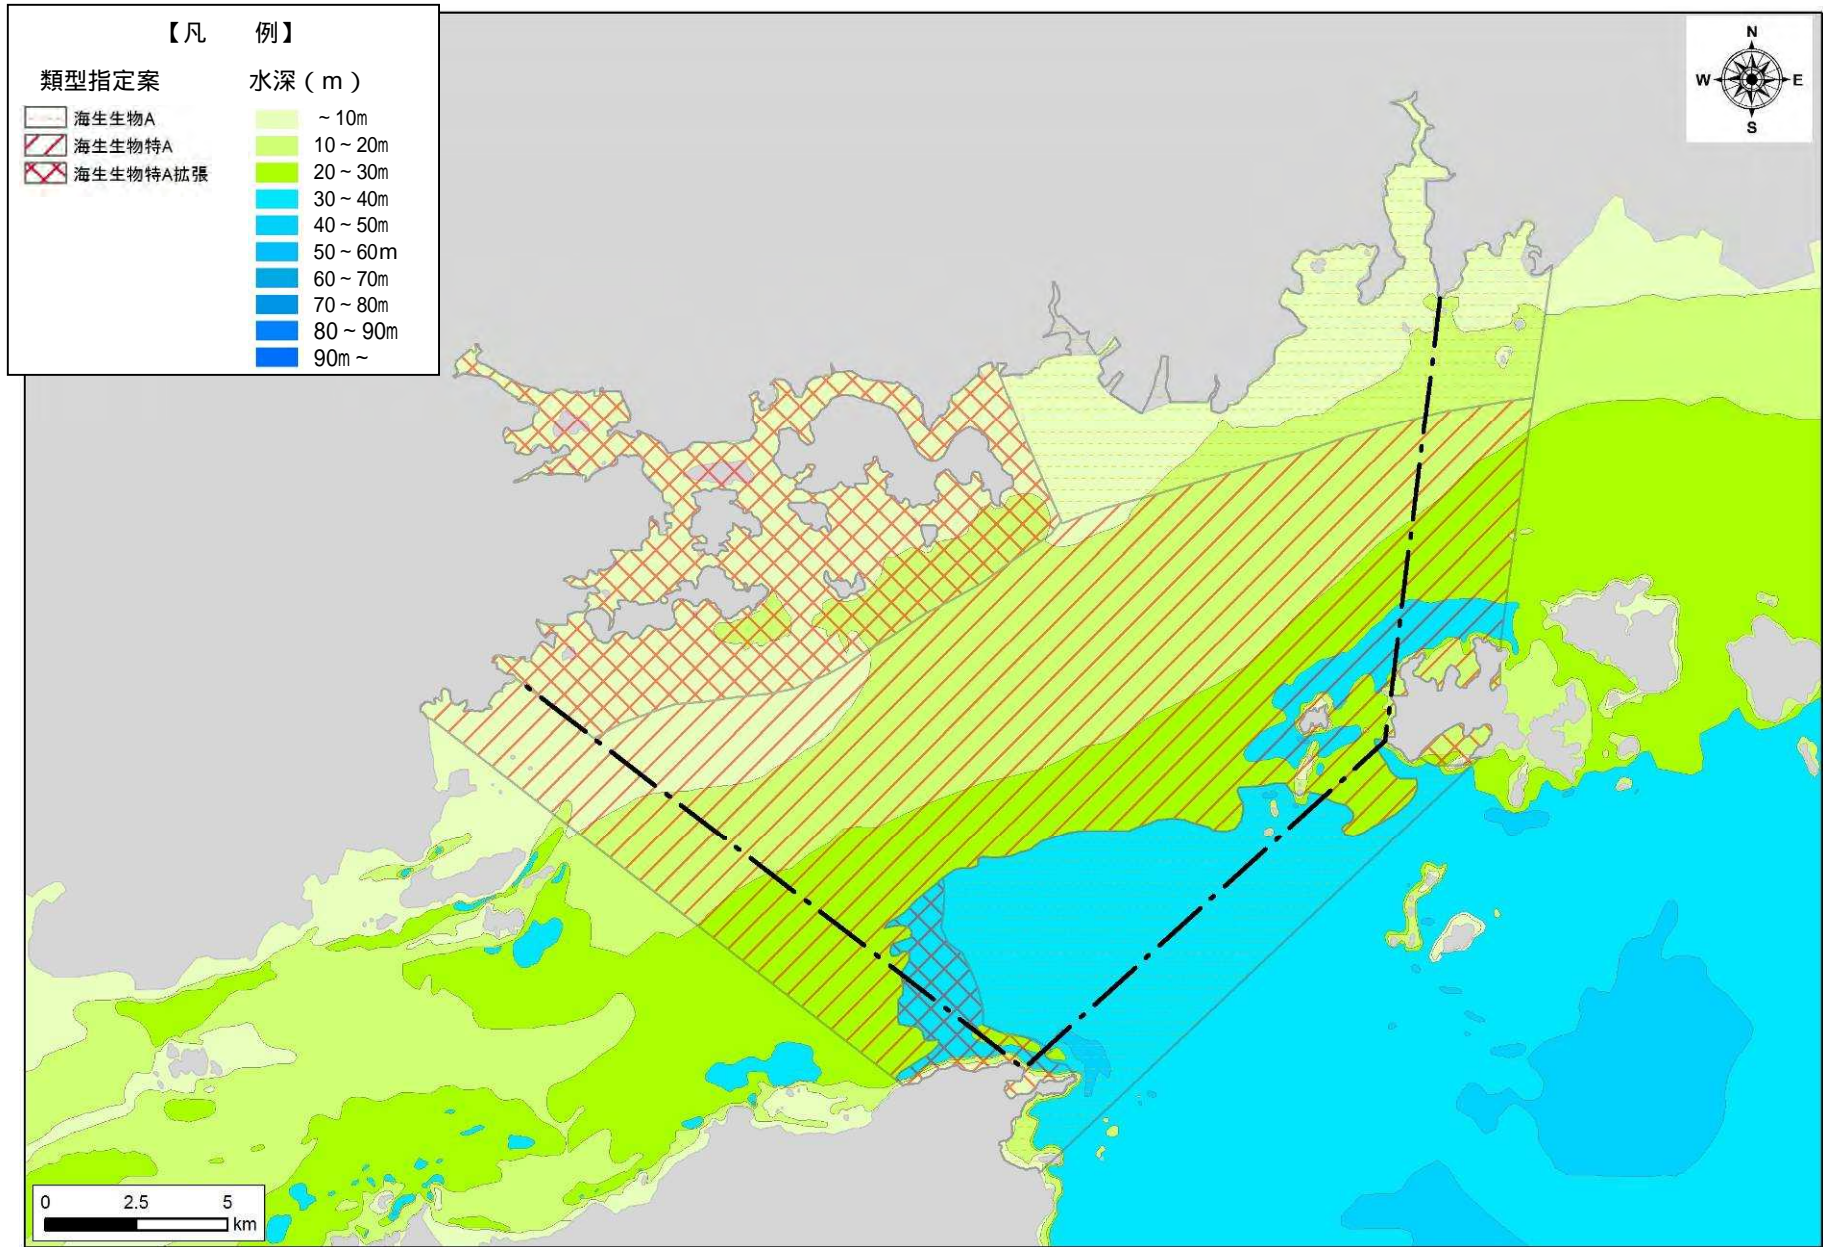 【凡 例】
類型指定案 水深（m）
海生生物A
海生生物特A
海生生物特A拡張
～10m
10～20m
20～30m
30～40m
40～50m
50～60m
60～70m
70～80m
80～90m
90m～
N
W E
S
0 2.5 5
km